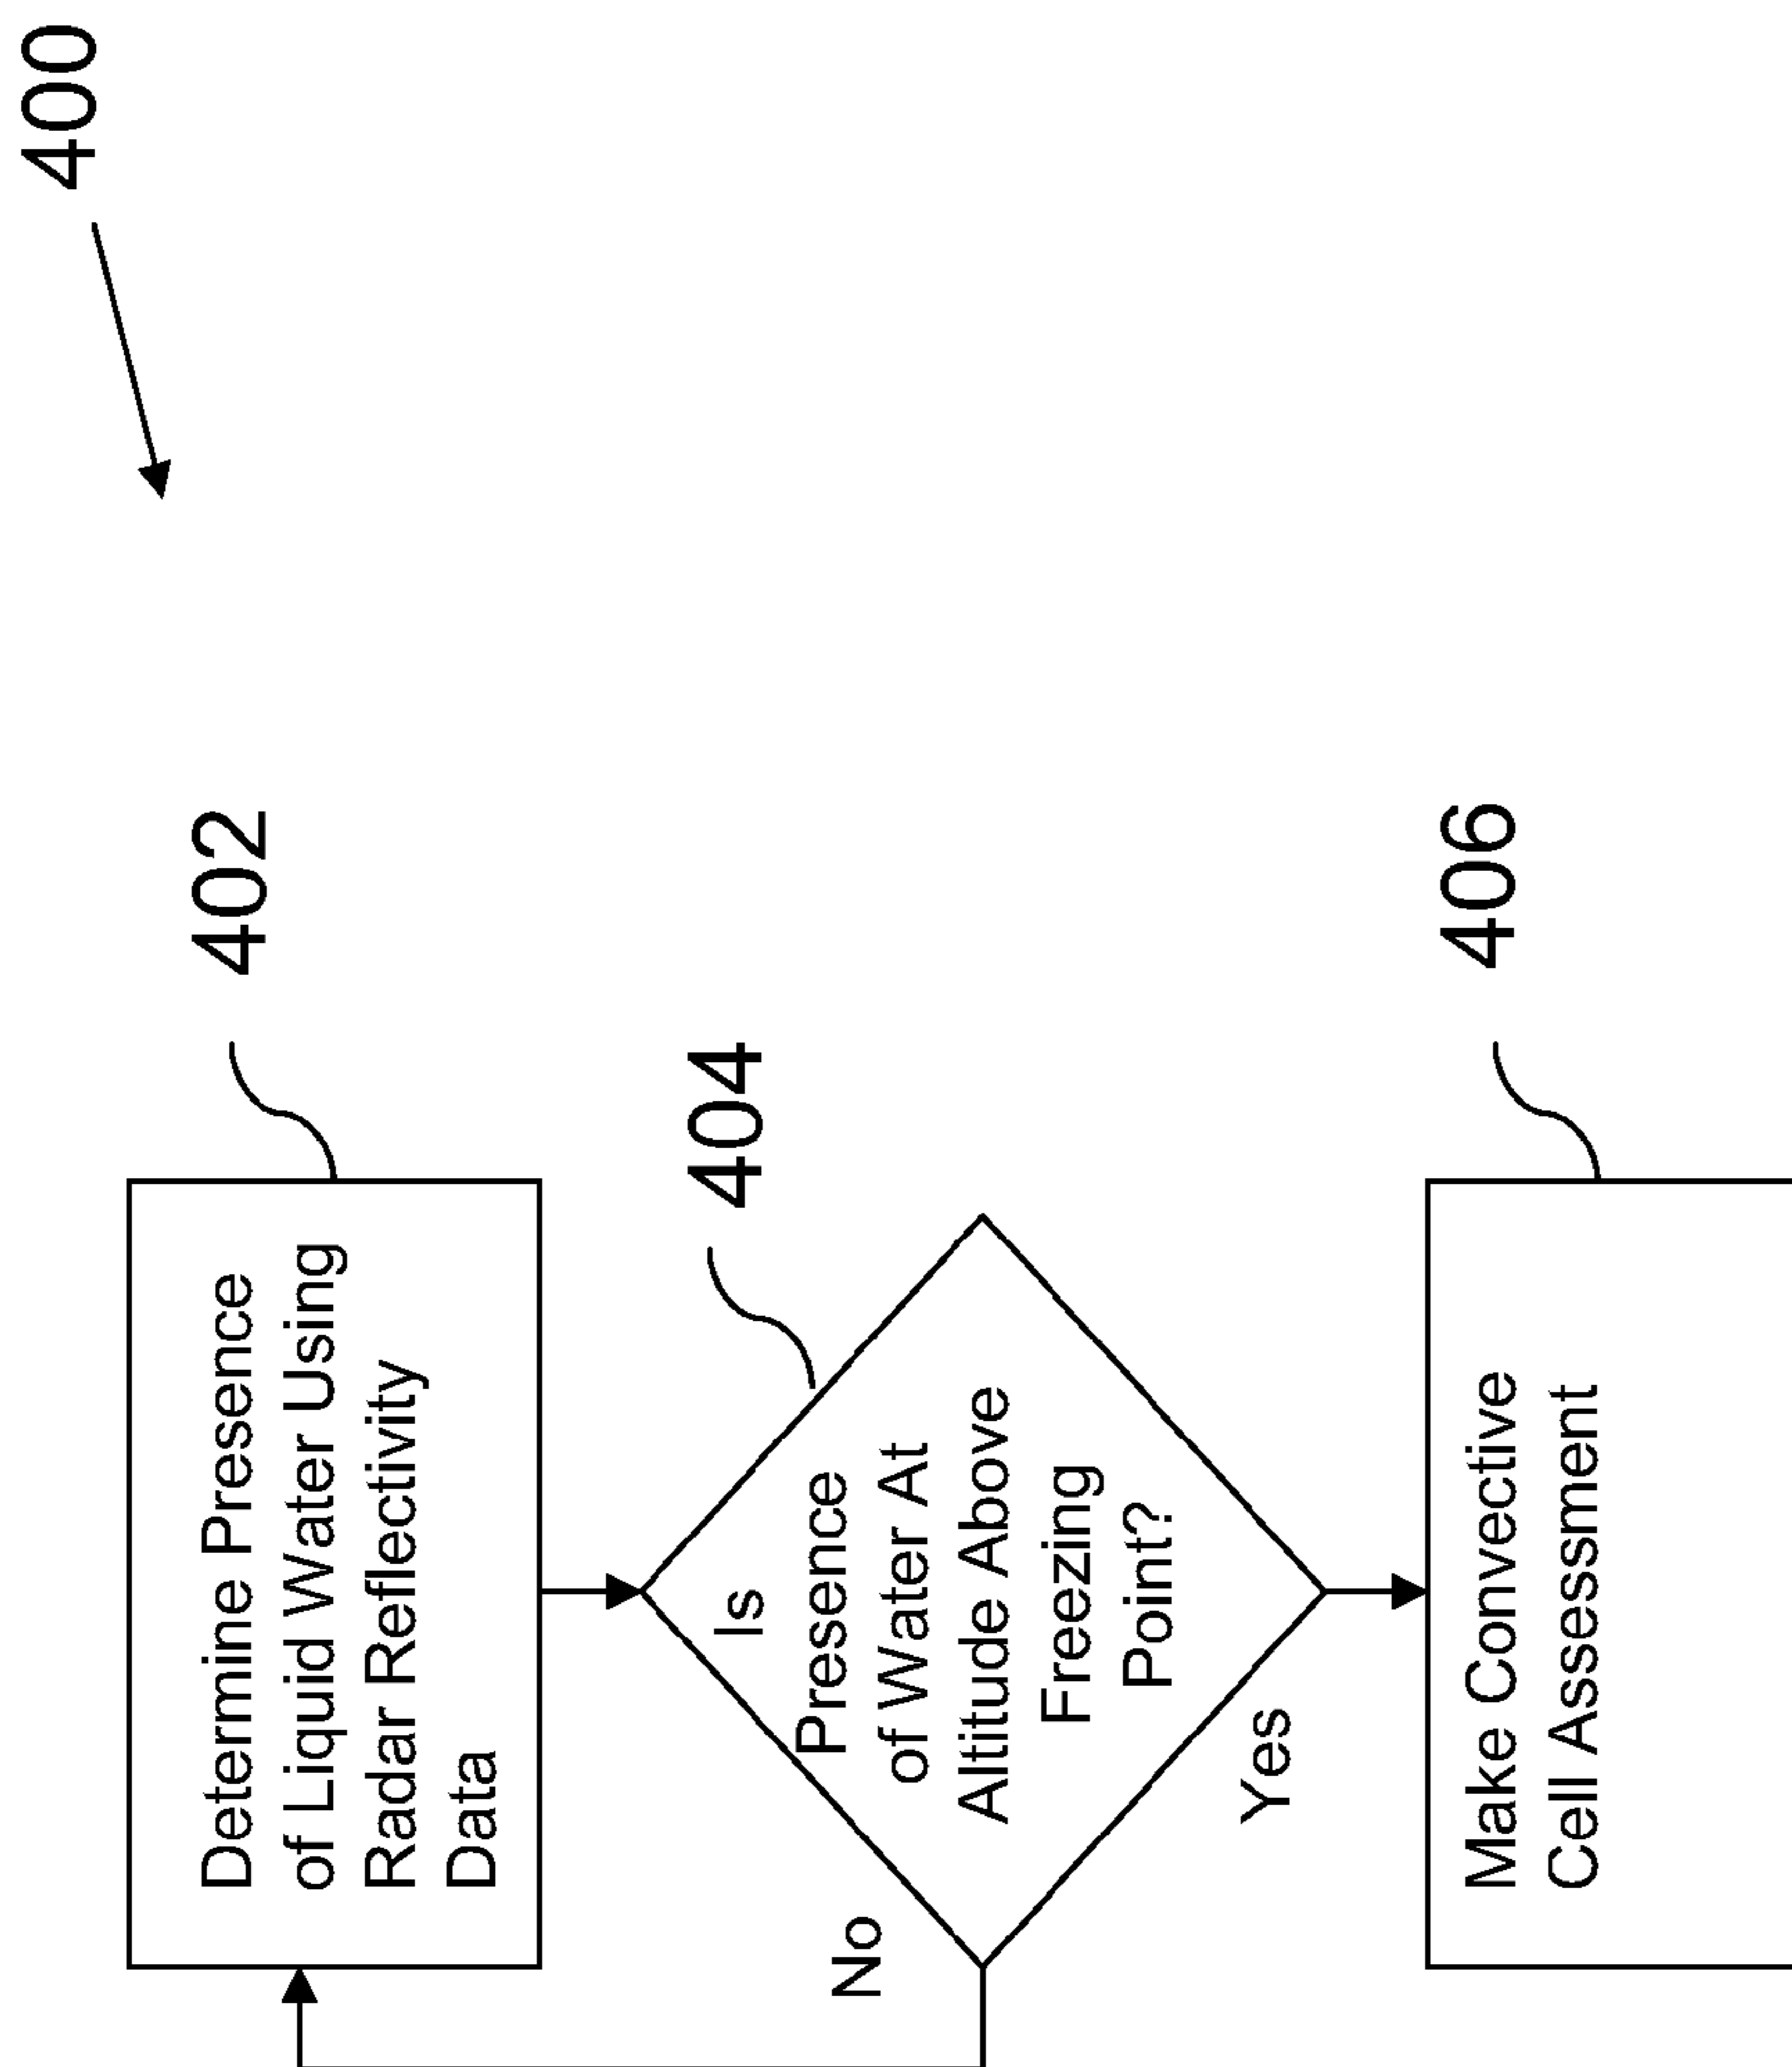 400
402
Determine Presence
of Liquid Water Using
Radar Reflectivity
Data
404
Is
Presence
of Water At
Altitude Above
Freezing
Point?
No
Yes
406
Make Convective
Cell Assessment